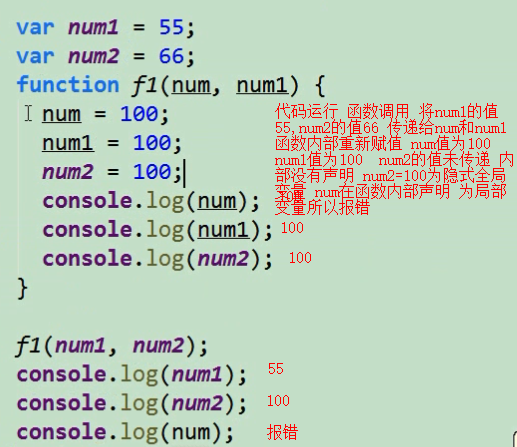 var num1 = 55;
var num2 = 66;
function f1(num, num1) {
num = 100;
代码运行 函数调用 将num1的值
55,num2的值66 传递给num和num1
num1 = 100;
函数内部重新赋值 num值为100
num1值为100 num2的值未传递 内
num2 = 100;
部没有声明 num2=100为隐式全局
变量 num在函数内部声明 为局部
console.log(num);
100
变量所以报错
console.log(num1);
100
console.log(num2);
100
}
f1(num1, num2);
console.log(num1);
55
console.log(num2);
100
console.log(num);
报错